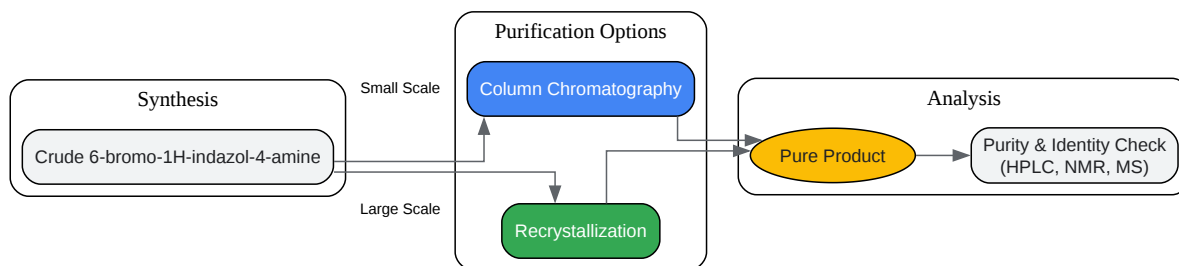 Synthesis
Crude 6-bromo-1H-indazol-4-amine
Small Scale
Large Scale
Purification Options
Column Chromatography
Recrystallization
Analysis
Pure Product
Purity & Identity Check
(HPLC, NMR, MS)